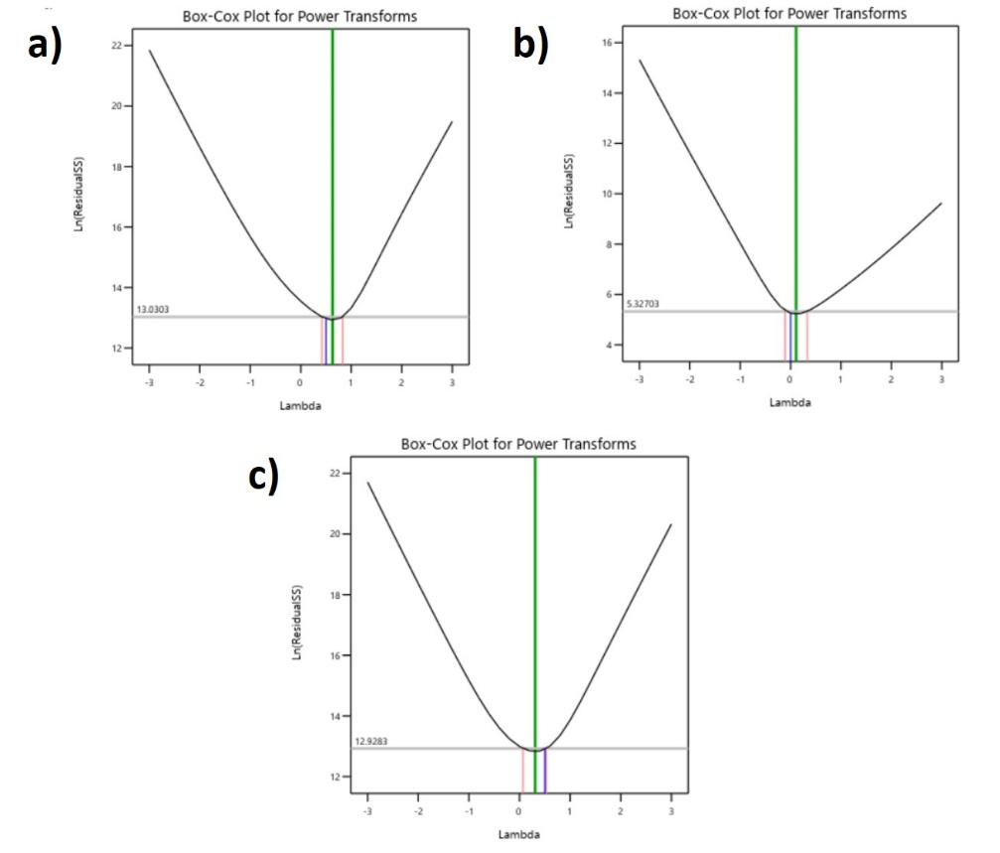 a)
Box-Cox Plot for Power Transforms
22
20
18
16
14
12
13.0303
Ln(ResidualSS)
-3 -2 -1 0 1 2 3
Lambda
b)
Box-Cox Plot for Power Transforms
16
14
12
10
8
6
4
5.32703
Ln(ResidualSS)
-3 -2 -1 0 1 2 3
Lambda
c)
Box-Cox Plot for Power Transforms
22
20
18
16
14
12
12.9283
Ln(ResidualSS)
-3 -2 -1 0 1 2 3
Lambda